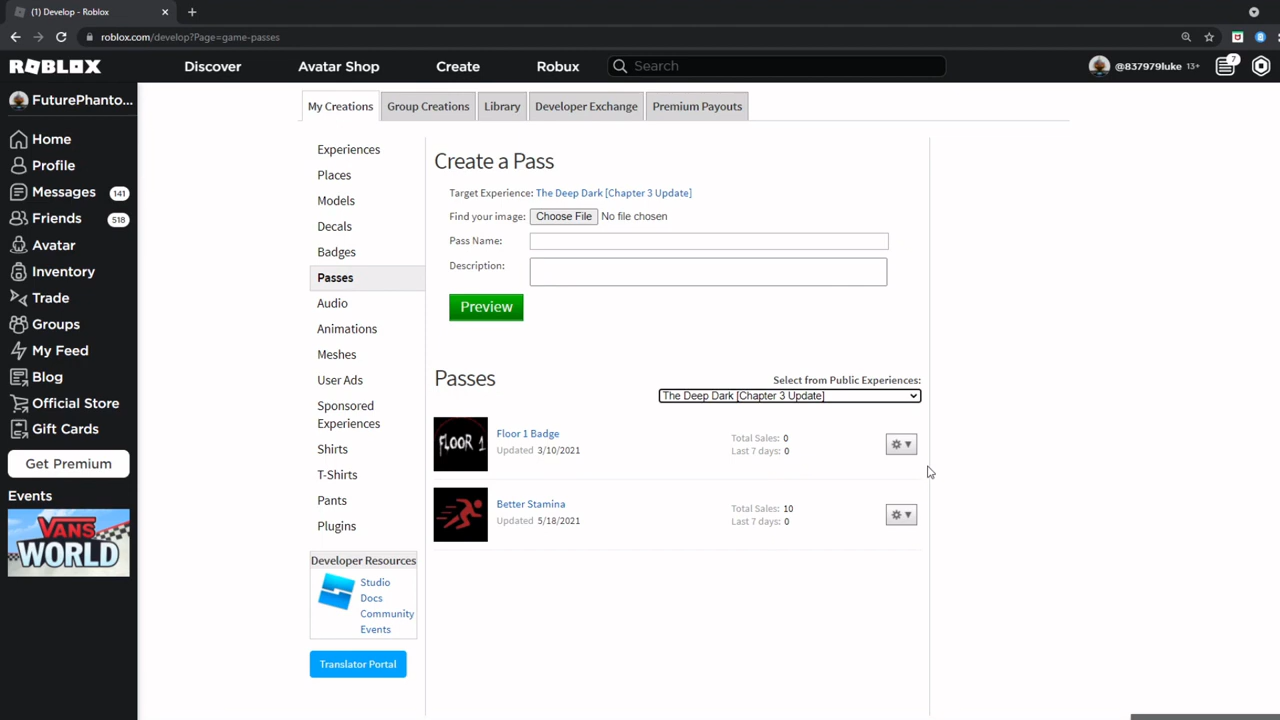 (1) Develop - Roblox
roblox.com/develop?Page=game-passes
ROBLOX
Discover
Avatar Shop
Create
Robux
Search
@837979luke 13+
7
FuturePhanto...
Home
Profile
Messages 141
Friends 518
Avatar
Inventory
Trade
Groups
My Feed
Blog
Official Store
Gift Cards
Get Premium
Events
VANS
WORLD
My Creations
Group Creations
Library
Developer Exchange
Premium Payouts
Experiences
Places
Models
Decals
Badges
Passes
Audio
Animations
Meshes
User Ads
Sponsored
Experiences
Shirts
T-Shirts
Pants
Plugins
Developer Resources
Studio
Docs
Community
Events
Translator Portal
Create a Pass
Target Experience: The Deep Dark [Chapter 3 Update]
Find your image: Choose File No file chosen
Pass Name:
Description:
Preview
Passes
Select from Public Experiences:
The Deep Dark [Chapter 3 Update]
FLOOR 1
Floor 1 Badge
Updated 3/10/2021
Total Sales: 0
Last 7 days: 0
Better Stamina
Updated 5/18/2021
Total Sales: 10
Last 7 days: 0